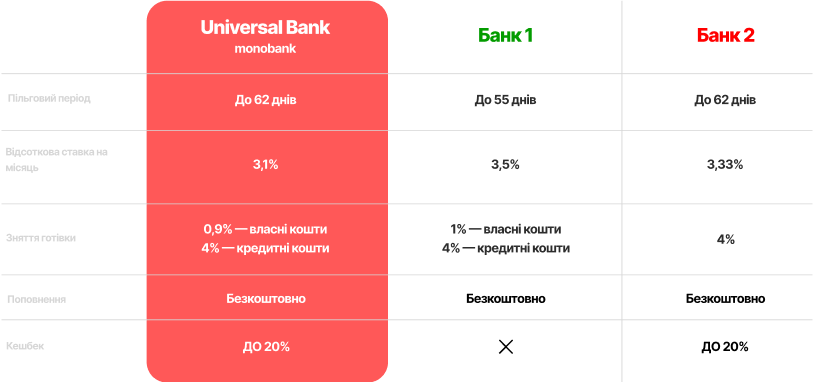 Universal Bank
monobank
Банк 1
Банк 2
Пільговий період
До 62 днів
До 55 днів
До 62 днів
Відсоткова ставка на
місяць
3,1%
3,5%
3,33%
Зняття готівки
0,9% — власні кошти
4% — кредитні кошти
1% — власні кошти
4% — кредитні кошти
4%
Поповнення
Безкоштовно
Безкоштовно
Безкоштовно
Кешбек
ДО 20%
ДО 20%